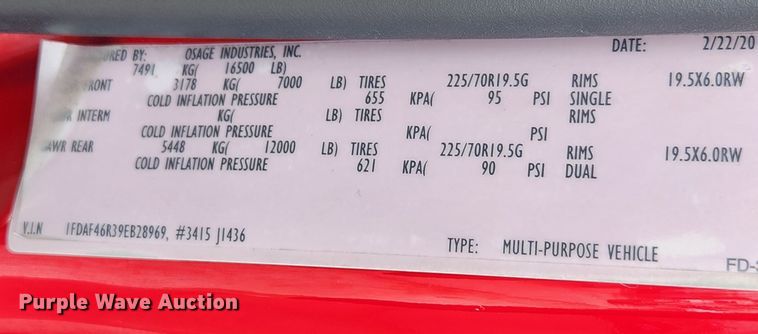 URED BY: OSAGE INDUSTRIES, INC. DATE: 2/22/20
7491 KG( 16500 LB)
FRONT 3178 KG( 7000 LB) TIRES 225/70R19.5G RIMS 19.5X6.0RW
COLD INFLATION PRESSURE 655 KPA( 95 PSI SINGLE
INTERM KG( LB) TIRES RIMS
COLD INFLATION PRESSURE KPA( PSI
AWR REAR 5448 KG( 12000 LB) TIRES 225/70R19.5G RIMS 19.5X6.0RW
COLD INFLATION PRESSURE 621 KPA( 90 PSI DUAL
V.I.N 1FDAF46R39EB28969, #3415 J1436
TYPE: MULTI-PURPOSE VEHICLE
FD-
Purple Wave Auction